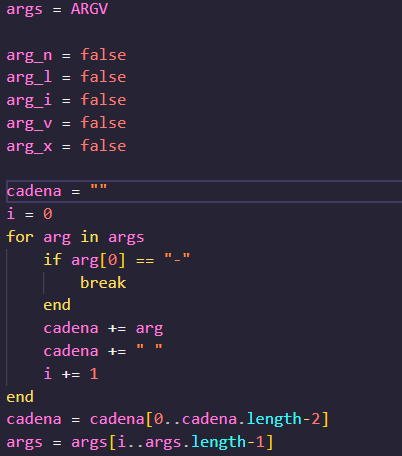 args = ARGV
arg_n = false
arg_l = false
arg_i = false
arg_v = false
arg_x = false
cadena = ""
i = 0
for arg in args
    if arg[0] == "-"
        break
    end
    cadena += arg
    cadena += " "
    i += 1
end
cadena = cadena[0..cadena.length-2]
args = args[i..args.length-1]